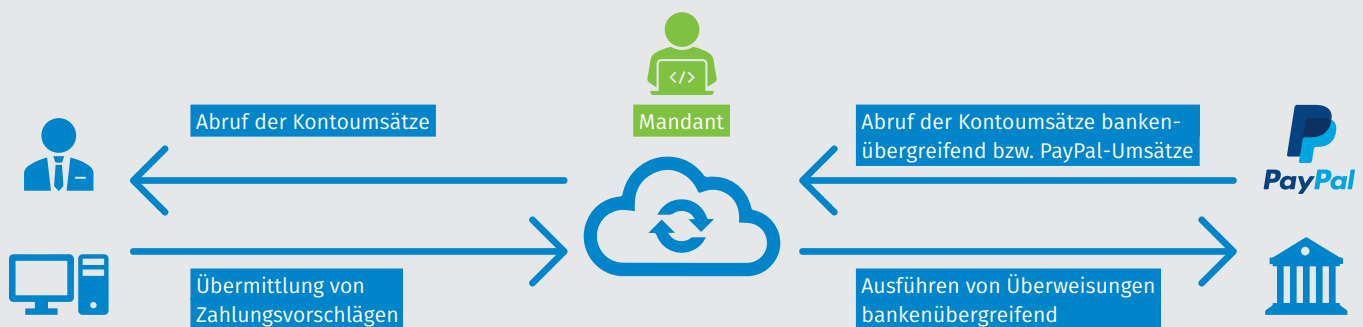 </>
Mandant
Abruf der Kontoumsätze
Abruf der Kontoumsätze banken-
übergreifend bzw. PayPal-Umsätze
PayPal
Übermittlung von
Zahlungsvorschlägen
Ausführen von Überweisungen
bankenübergreifend